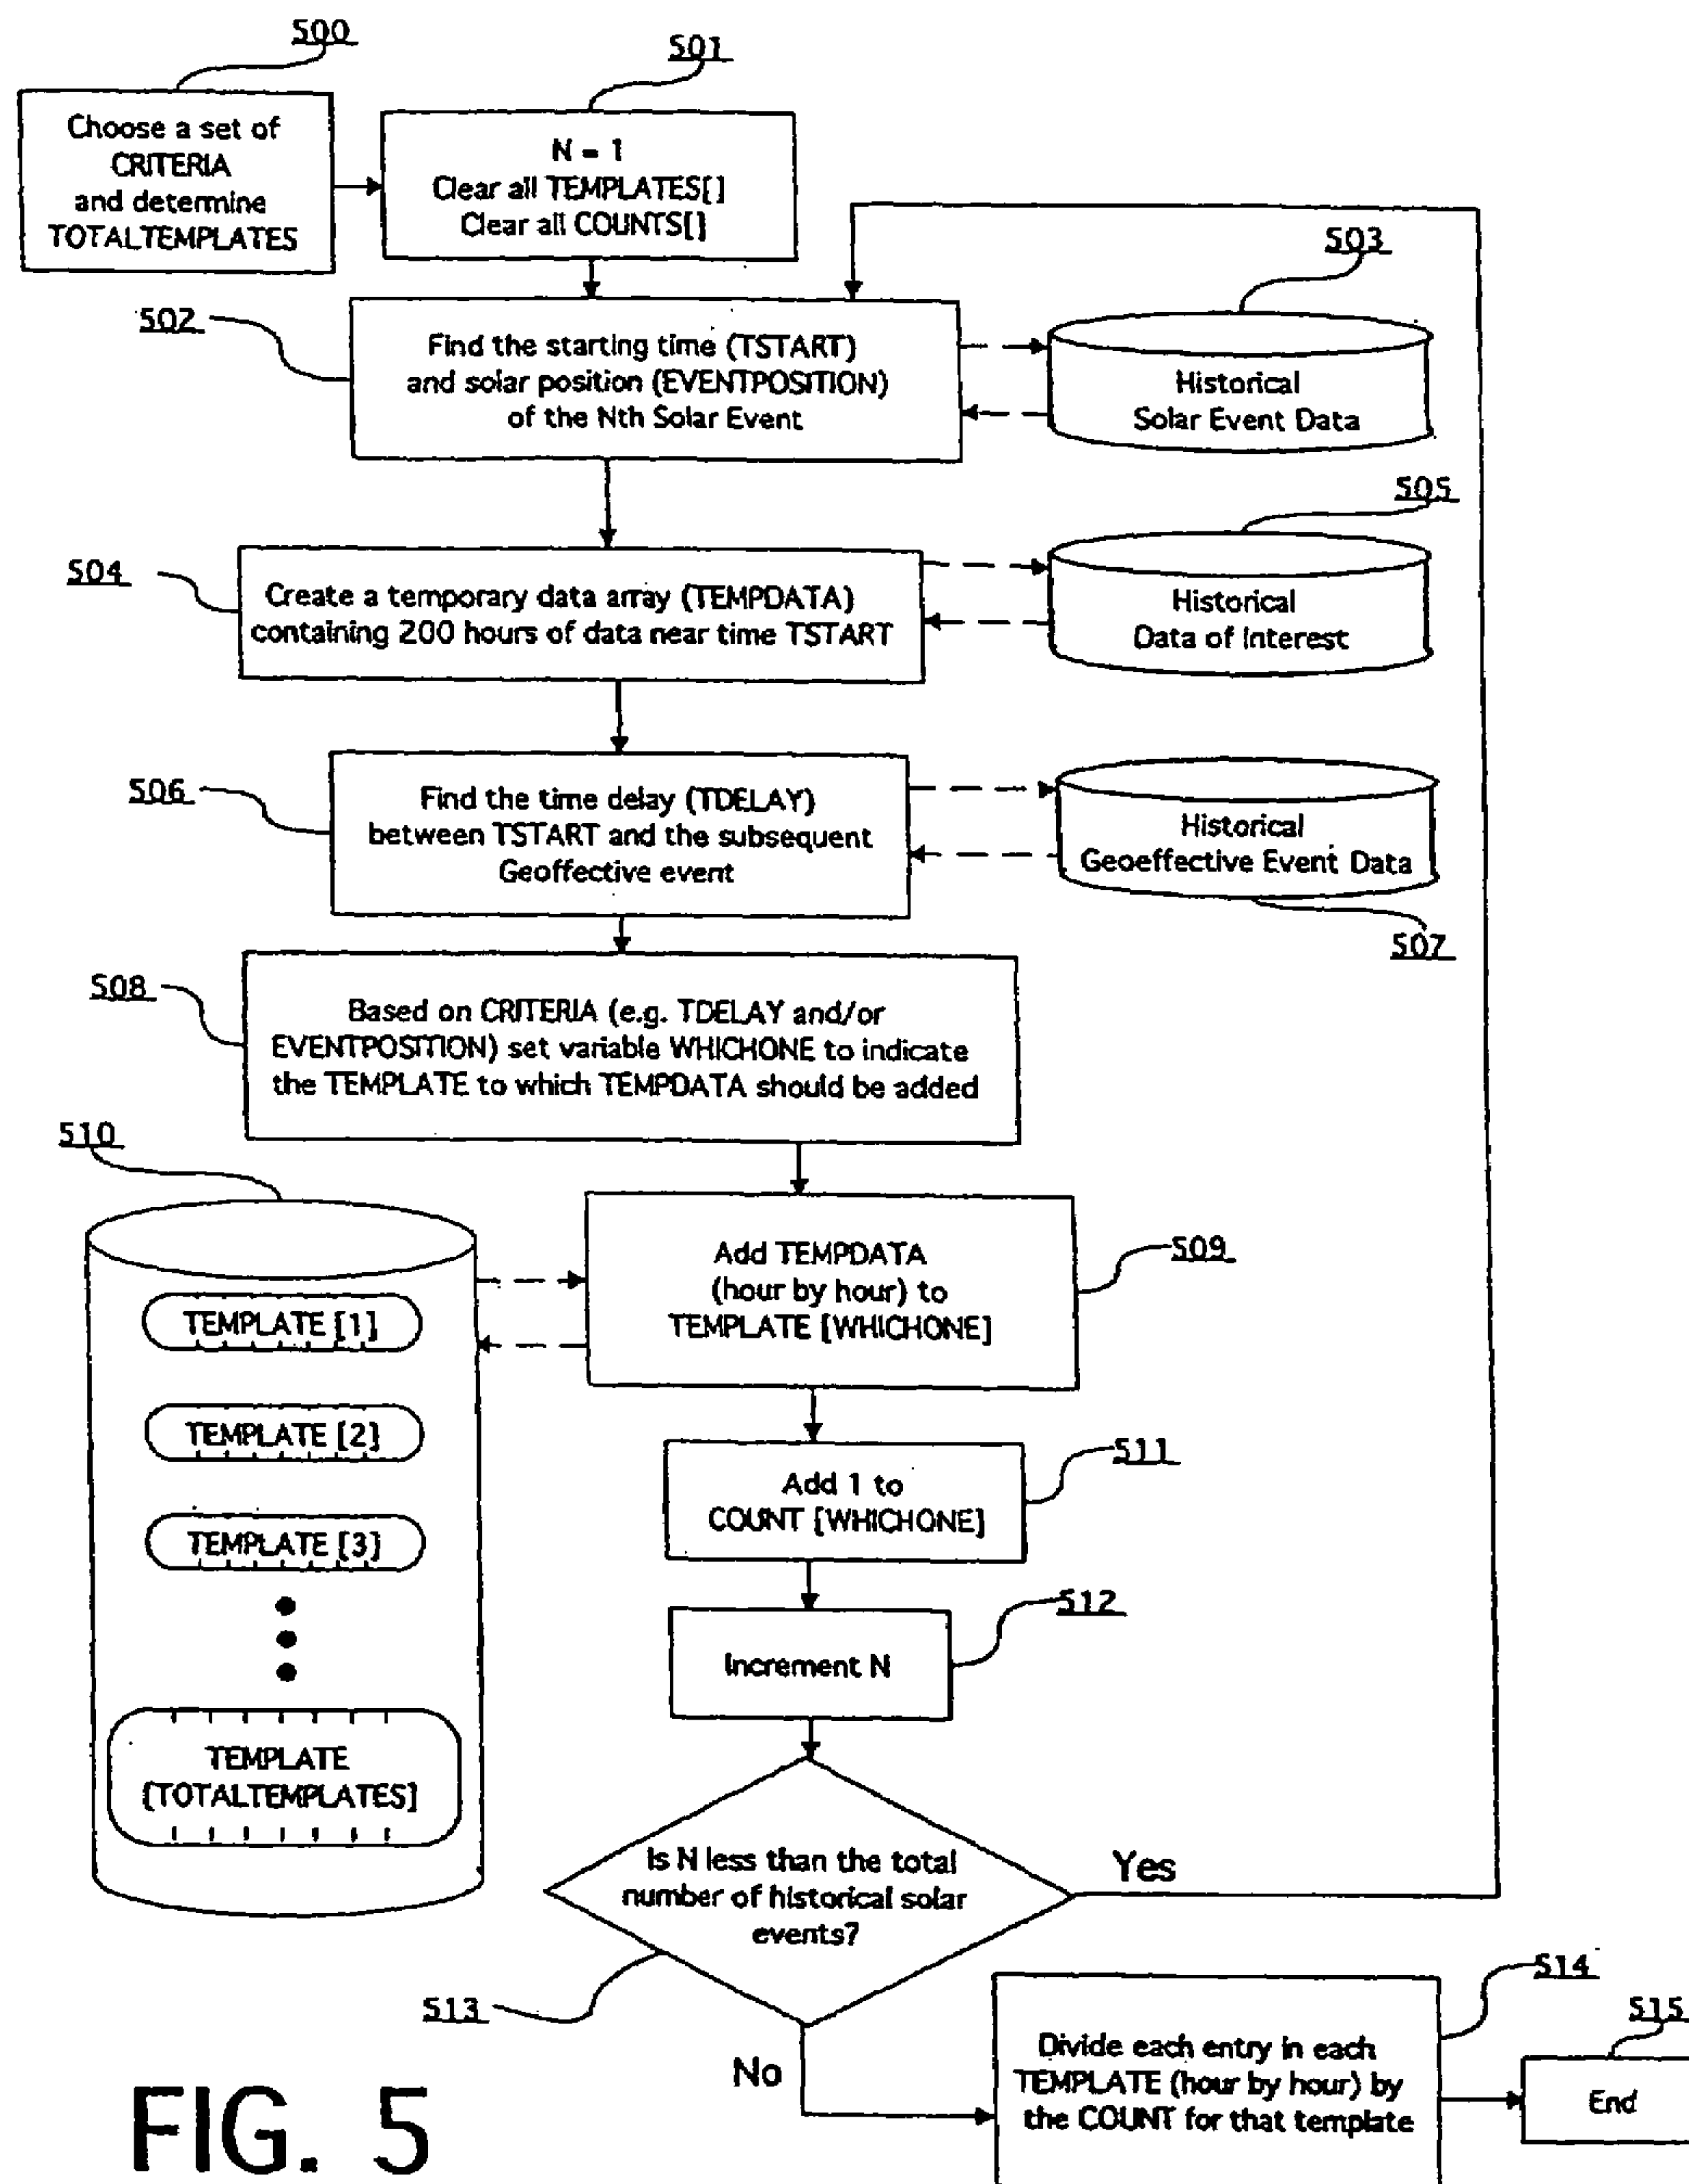 500
Choose a set of
CRITERIA
and determine
TOTALTEMPLATES
501
N = 1
Clear all TEMPLATES[]
Clear all COUNTS[]
502
Find the starting time (TSTART)
and solar position (EVENTPOSITION)
of the Nth Solar Event
503
Historical
Solar Event Data
504
Create a temporary data array (TEMPDATA)
containing 200 hours of data near time TSTART
505
Historical
Data of Interest
506
Find the time delay (TDELAY)
between TSTART and the subsequent
Geoffective event
Historical
Geoeffective Event Data
507
508
Based on CRITERIA (e.g. TDELAY and/or
EVENTPOSITION) set variable WHICHONE to indicate
the TEMPLATE to which TEMPDATA should be added
510
TEMPLATE [1]
TEMPLATE [2]
TEMPLATE [3]
TEMPLATE
[TOTALTEMPLATES]
509
Add TEMPDATA
(hour by hour) to
TEMPLATE [WHICHONE]
511
Add 1 to
COUNT [WHICHONE]
512
Increment N
Is N less than the total
number of historical solar
events?
Yes
513
No
514
Divide each entry in each
TEMPLATE (hour by hour) by
the COUNT for that template
515
End
FIG. 5